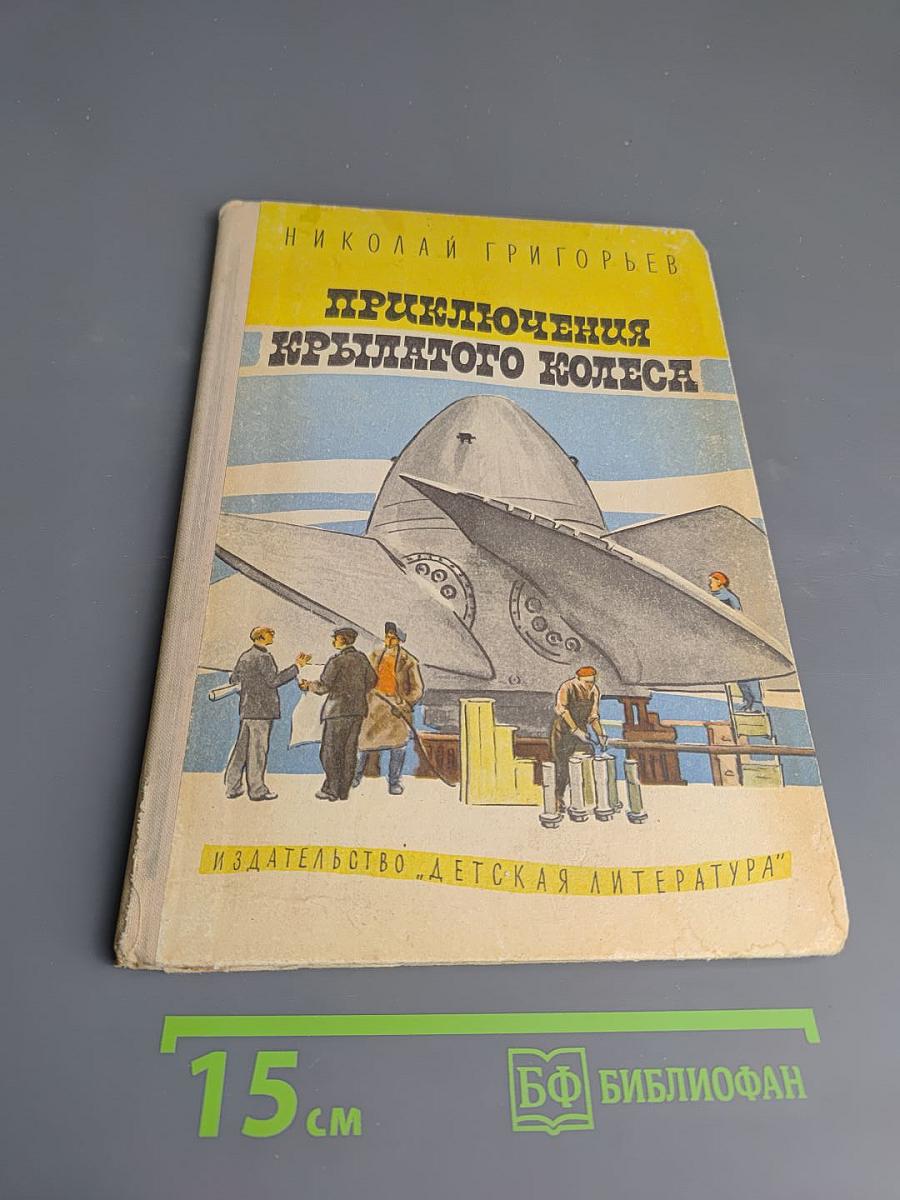 НИКОЛАЙ ГРИГОРЬЕВ
ПРИКЛЮЧЕНИЯ
КРЫЛАТОГО КОЛЕСА
ИЗДАТЕЛЬСТВО „ДЕТСКАЯ ЛИТЕРАТУРА"
15 см
БФ БИБЛИОФАН